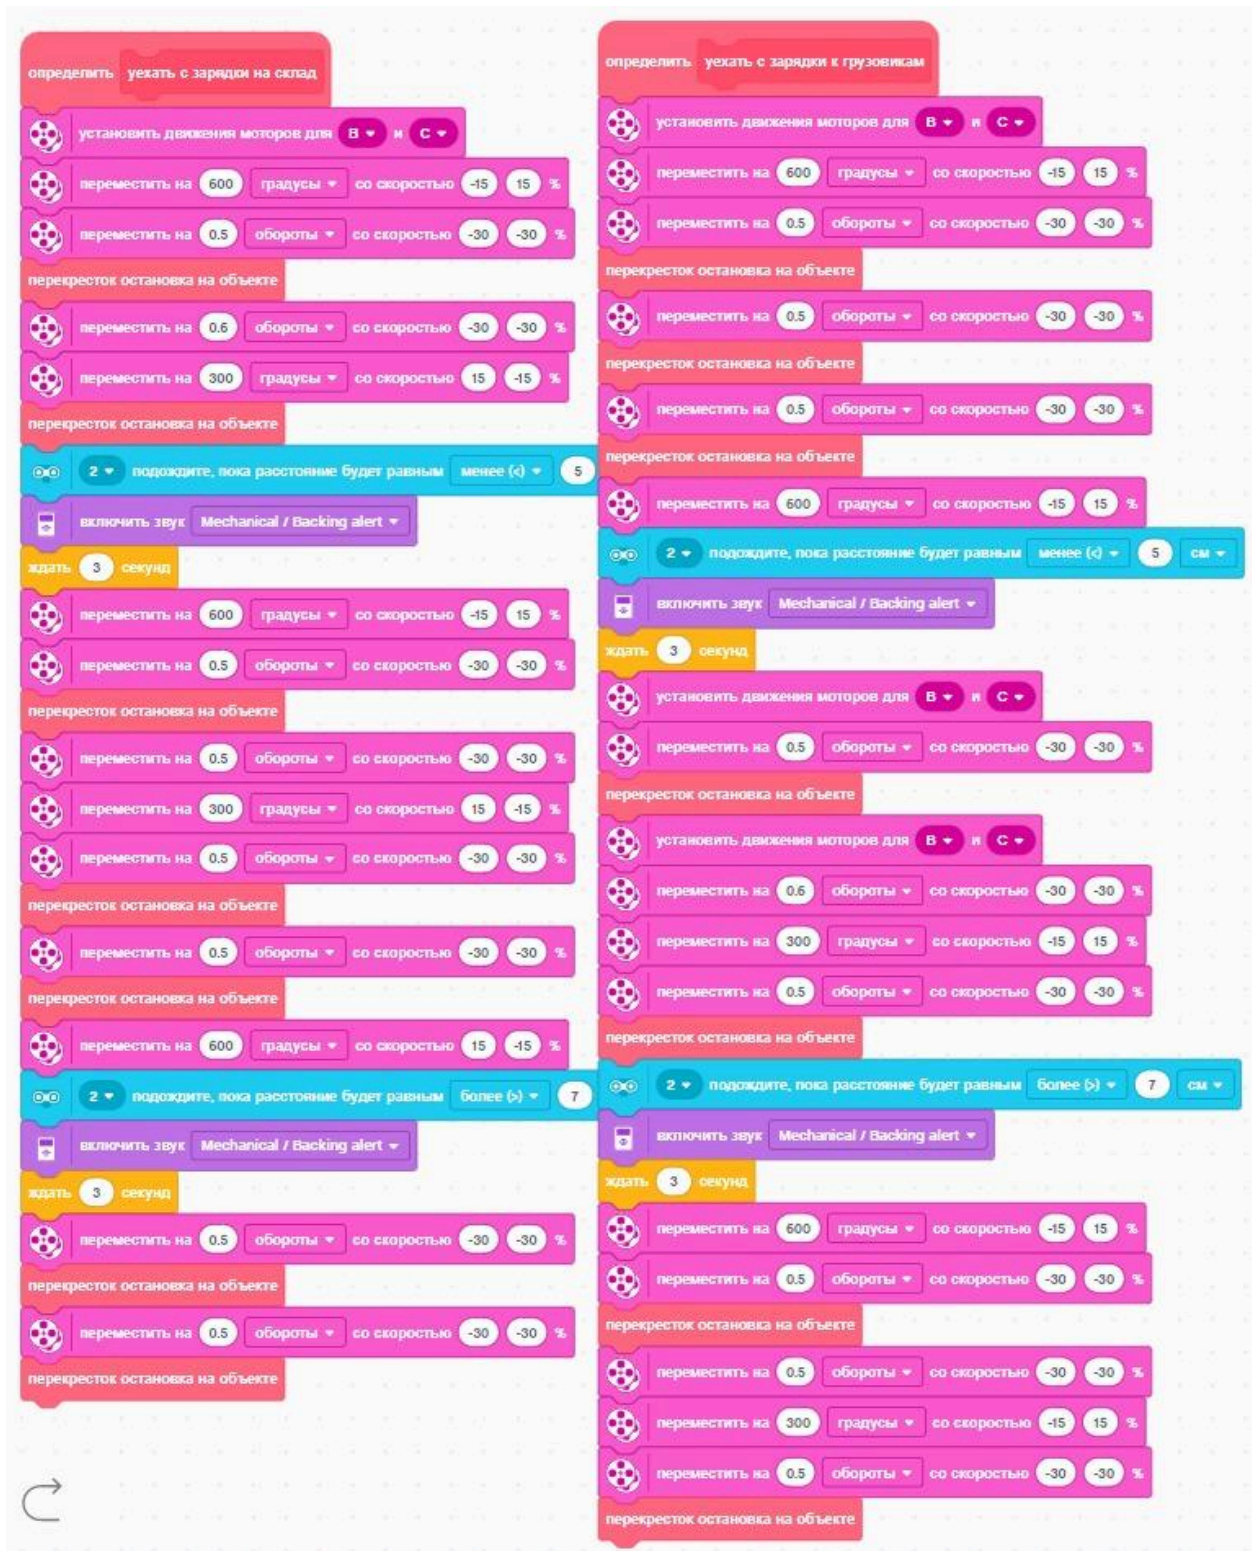 определить уехать с зарядки на склад
установить движения моторов для B и C
переместить на 600 градусы со скоростью -15 15 %
переместить на 0.5 обороты со скоростью -30 -30 %
перекресток остановка на объекте
переместить на 0.6 обороты со скоростью -30 -30 %
переместить на 300 градусы со скоростью 15 -15 %
перекресток остановка на объекте
2 подождите, пока расстояние будет равным менее (<) 5
включить звук Mechanical / Backing alert
ждать 3 секунд
переместить на 600 градусы со скоростью -15 15 %
переместить на 0.5 обороты со скоростью -30 -30 %
перекресток остановка на объекте
переместить на 0.5 обороты со скоростью -30 -30 %
переместить на 300 градусы со скоростью 15 -15 %
переместить на 0.5 обороты со скоростью -30 -30 %
перекресток остановка на объекте
переместить на 0.5 обороты со скоростью -30 -30 %
перекресток остановка на объекте
переместить на 600 градусы со скоростью 15 -15 %
2 подождите, пока расстояние будет равным более (>) 7
включить звук Mechanical / Backing alert
ждать 3 секунд
переместить на 0.5 обороты со скоростью -30 -30 %
перекресток остановка на объекте
переместить на 0.5 обороты со скоростью -30 -30 %
перекресток остановка на объекте
определить уехать с зарядки к грузовикам
установить движения моторов для B и C
переместить на 600 градусы со скоростью -15 15 %
переместить на 0.5 обороты со скоростью -30 -30 %
перекресток остановка на объекте
переместить на 0.5 обороты со скоростью -30 -30 %
перекресток остановка на объекте
переместить на 0.5 обороты со скоростью -30 -30 %
перекресток остановка на объекте
переместить на 600 градусы со скоростью -15 15 %
2 подождите, пока расстояние будет равным менее (<) 5 см
включить звук Mechanical / Backing alert
ждать 3 секунд
установить движения моторов для B и C
переместить на 0.5 обороты со скоростью -30 -30 %
перекресток остановка на объекте
установить движения моторов для B и C
переместить на 0.6 обороты со скоростью -30 -30 %
переместить на 300 градусы со скоростью -15 15 %
переместить на 0.5 обороты со скоростью -30 -30 %
перекресток остановка на объекте
2 подождите, пока расстояние будет равным более (>) 7 см
включить звук Mechanical / Backing alert
ждать 3 секунд
переместить на 600 градусы со скоростью -15 15 %
переместить на 0.5 обороты со скоростью -30 -30 %
перекресток остановка на объекте
переместить на 0.5 обороты со скоростью -30 -30 %
переместить на 300 градусы со скоростью -15 15 %
переместить на 0.5 обороты со скоростью -30 -30 %
перекресток остановка на объекте